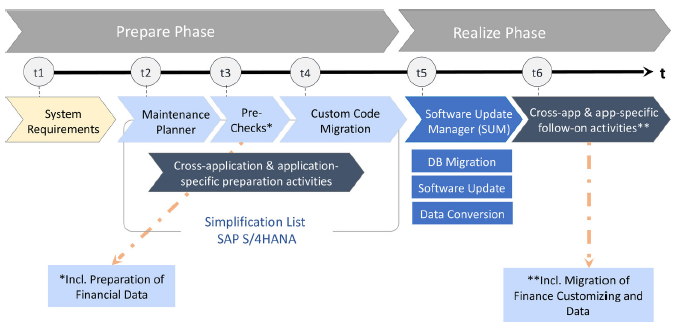 Prepare Phase
Realize Phase
t1
t2
t3
t4
t5
t6
t
System
Requirements
Maintenance
Planner
Pre-
Checks*
Custom Code
Migration
Software Update
Manager (SUM)
Cross-app & app-specific
follow-on activities**
Cross-application & application-
specific preparation activities
DB Migration
Software Update
Data Conversion
Simplification List
SAP S/4HANA
*Incl. Preparation of
Financial Data
**Incl. Migration of
Finance Customizing and
Data